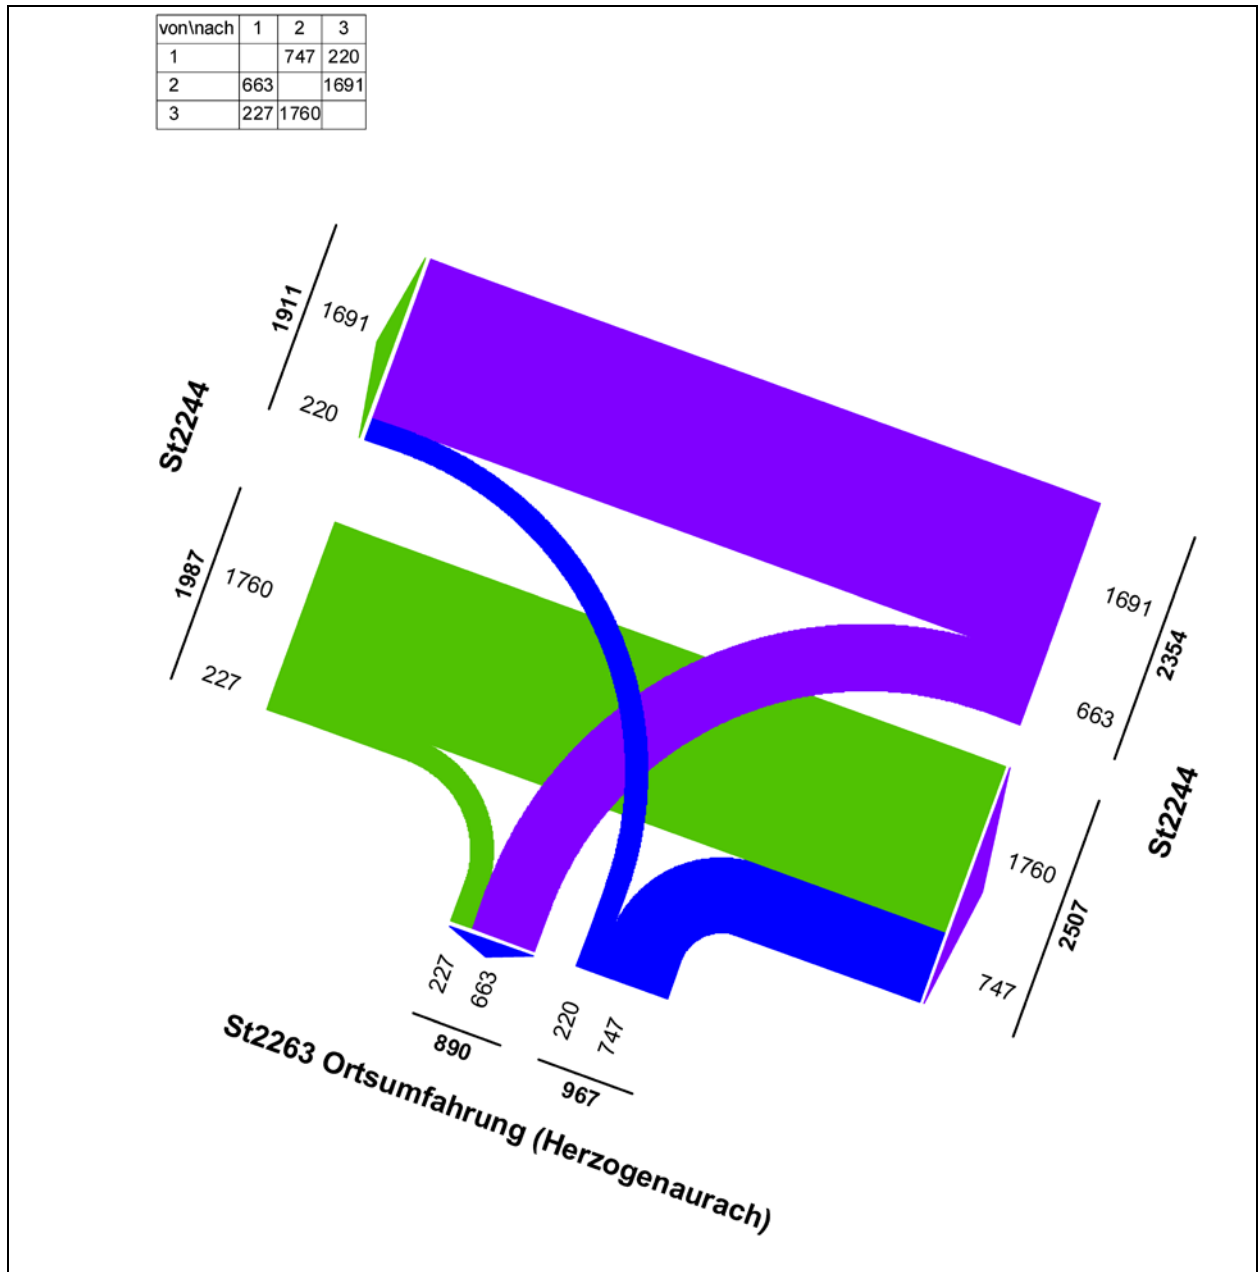 von\nach 1 2 3
1 747 220
2 663 1691
3 227 1760
1911
1691
220
St2244
1987
1760
227
1691
2354
663
St2244
1760
2507
747
227
663
890
220
747
967
St2263 Ortsumfahrung (Herzogenaurach)